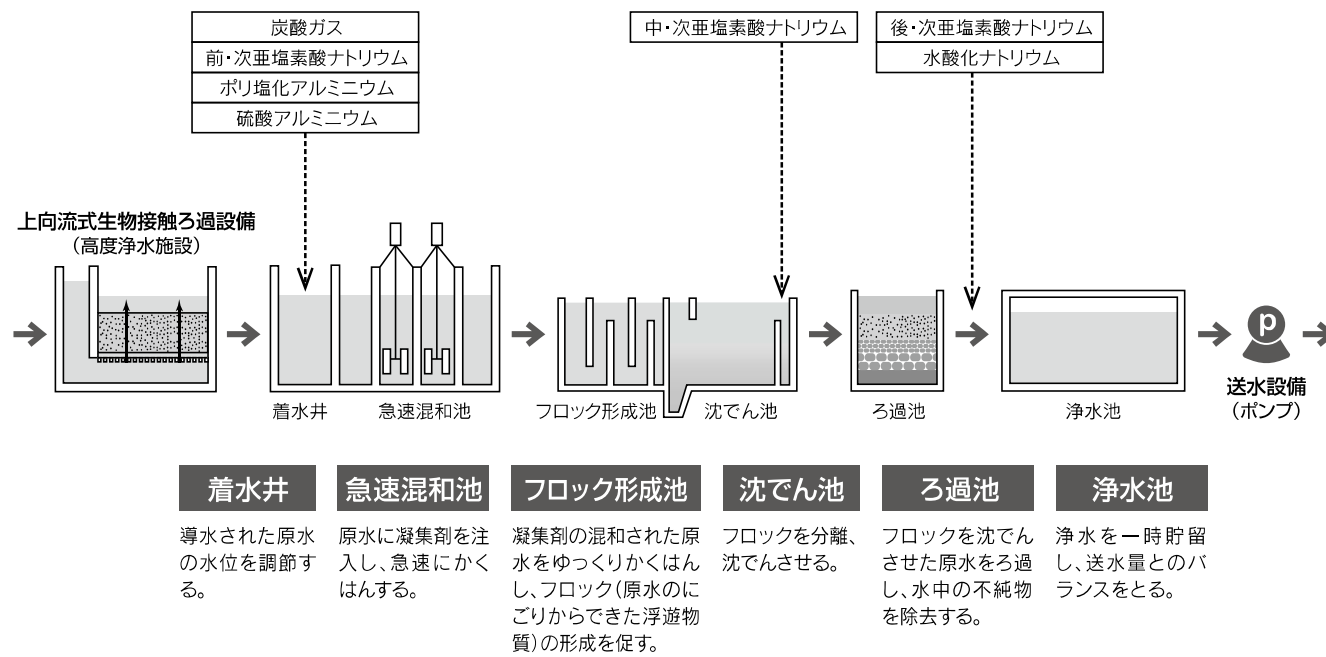 炭酸ガス
前・次亜塩素酸ナトリウム
ポリ塩化アルミニウム
硫酸アルミニウム
中・次亜塩素酸ナトリウム
後・次亜塩素酸ナトリウム
水酸化ナトリウム
上向流式生物接触ろ過設備
(高度浄水施設)
着水井
急速混和池
フロック形成池
沈でん池
ろ過池
浄水池
p
送水設備
(ポンプ)
着水井
導水された原水
の水位を調節す
る。
急速混和池
原水に凝集剤を注
入し、急速にかく
はんする。
フロック形成池
凝集剤の混和された原
水をゆっくりかくはん
し、フロック(原水のに
ごりからできた浮遊物
質)の形成を促す。
沈でん池
フロックを分離、
沈でんさせる。
ろ過池
フロックを沈でん
させた原水をろ過
し、水中の不純物
を除去する。
浄水池
浄水を一時貯留
し、送水量とのバ
ランスをとる。